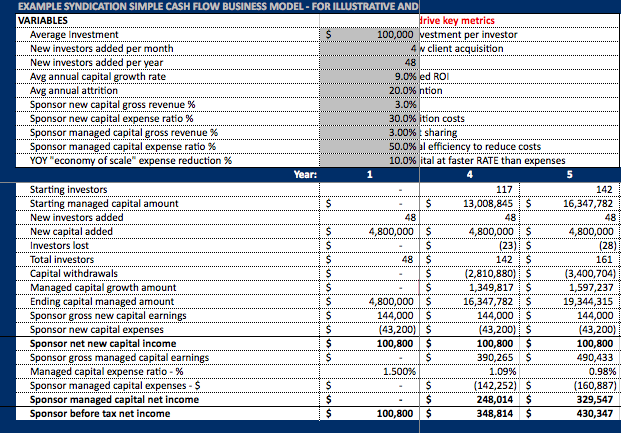 EXAMPLE SYNDICATION SIMPLE CASH FLOW BUSINESS MODEL - FOR ILLUSTRATIVE AND
VARIABLES drive key metrics
Average Investment $ 100,000 vestment per investor
New investors added per month 4 w client acquisition
New investors added per year 48
Avg annual capital growth rate 9.0% ed ROI
Avg annual attrition 20.0% ntion
Sponsor new capital gross revenue % 3.0%
Sponsor new capital expense ratio % 30.0% ition costs
Sponsor managed capital gross revenue % 3.00% t sharing
Sponsor managed capital expense ratio % 50.0% al efficiency to reduce costs
YOY "economy of scale" expense reduction % 10.0% ital at faster RATE than expenses
Year: 1 4 5
Starting investors - 117 142
Starting managed capital amount $ - $ 13,008,845 $ 16,347,782
New investors added 48 48 48
New capital added $ 4,800,000 $ 4,800,000 $ 4,800,000
Investors lost $ - $ (23) $ (28)
Total investors $ 48 $ 142 $ 161
Capital withdrawals $ - $ (2,810,880) $ (3,400,704)
Managed capital growth amount $ - $ 1,349,817 $ 1,597,237
Ending capital managed amount $ 4,800,000 $ 16,347,782 $ 19,344,315
Sponsor gross new capital earnings $ 144,000 $ 144,000 $ 144,000
Sponsor new capital expenses $ (43,200) $ (43,200) $ (43,200)
Sponsor net new capital income $ 100,800 $ 100,800 $ 100,800
Sponsor gross managed capital earnings $ - $ 390,265 $ 490,433
Managed capital expense ratio - % 1.500% 1.09% 0.98%
Sponsor managed capital expenses - $ $ - $ (142,252) $ (160,887)
Sponsor managed capital net income $ - $ 248,014 $ 329,547
Sponsor before tax net income $ 100,800 $ 348,814 $ 430,347